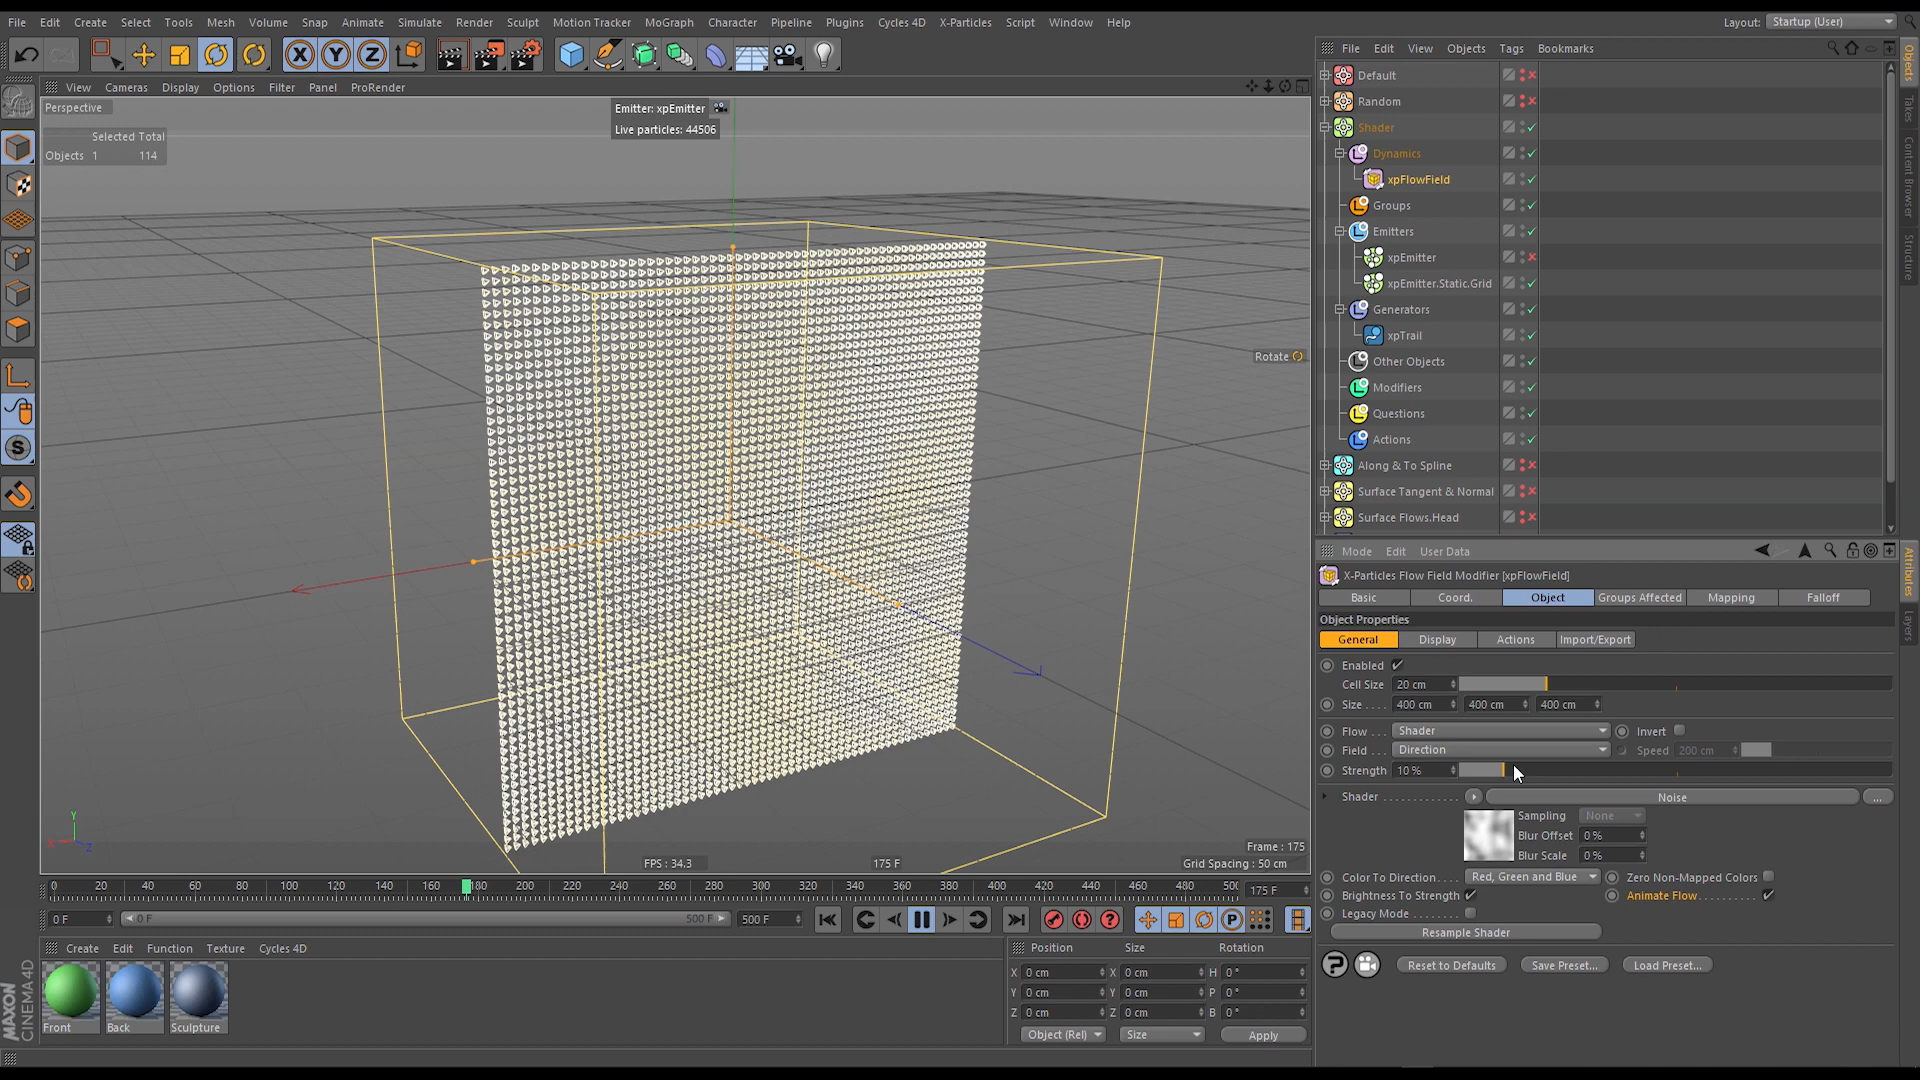 File Edit Create Select Tools Mesh Volume Snap Animate Simulate Render Sculpt Motion Tracker MoGraph Character Pipeline Plugins Cycles 4D X-Particles Script Window Help Layout: Startup (User)
X Y Z
File Edit View Objects Tags Bookmarks
View Cameras Display Options Filter Panel ProRender
Perspective
Emitter: xpEmitter
Live particles: 44506
Selected Total
Objects 1 114
Rotate
Y
X
Z
FPS : 34.3
175 F
Frame : 175
Grid Spacing : 50 cm
Default
Random
Shader
Dynamics
xpFlowField
Groups
Emitters
xpEmitter
xpEmitter.Static.Grid
Generators
xpTrail
Other Objects
Modifiers
Questions
Actions
Along & To Spline
Surface Tangent & Normal
Surface Flows.Head
Objects
Takes
Content Browser
Structure
Attributes
Layers
Mode Edit User Data
X-Particles Flow Field Modifier [xpFlowField]
Basic Coord. Object Groups Affected Mapping Falloff
Object Properties
General Display Actions Import/Export
Enabled
Cell Size 20 cm
Size . . . . 400 cm 400 cm 400 cm
Flow . . . Shader Invert
Field . . . Direction Speed 200 cm
Strength 10 %
Shader . . . . . . . . . . . . Noise ...
Sampling None
Blur Offset 0 %
Blur Scale 0 %
Color To Direction . . . . Red, Green and Blue Zero Non-Mapped Colors
Brightness To Strength Animate Flow . . . . . . . . . .
Legacy Mode . . . . . . . .
Resample Shader
Reset to Defaults Save Preset... Load Preset...
0 20 40 60 80 100 120 140 160 180 200 220 240 260 280 300 320 340 360 380 400 420 440 460 480 500 175 F
0 F 0 F 500 F 500 F
Create Edit Function Texture Cycles 4D
Front Back Sculpture
MAXON
CINEMA 4D
Position Size Rotation
X 0 cm X 0 cm H 0 °
Y 0 cm Y 0 cm P 0 °
Z 0 cm Z 0 cm B 0 °
Object (Rel) Size Apply